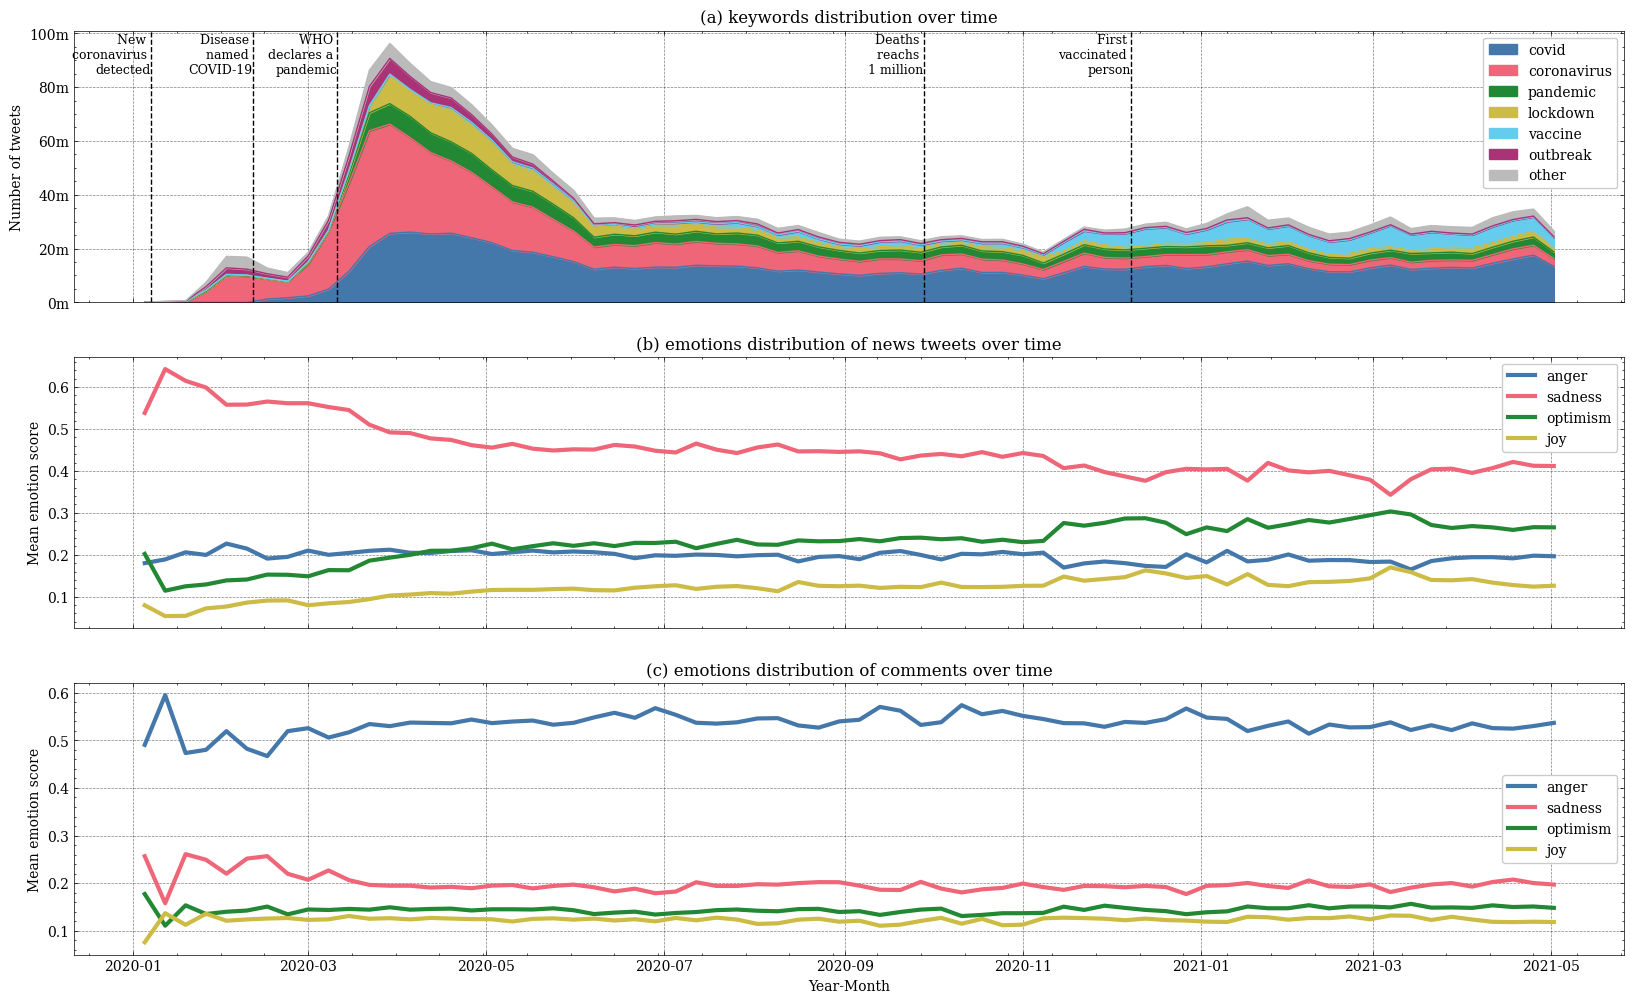 (a) keywords distribution over time
100m
80m
60m
40m
20m
0m
Number of tweets
New
coronavirus
detected
Disease
named
COVID-19
WHO
declares a
pandemic
Deaths
reachs
1 million
First
vaccinated
person
covid
coronavirus
pandemic
lockdown
vaccine
outbreak
other
(b) emotions distribution of news tweets over time
0.6
0.5
0.4
0.3
0.2
0.1
Mean emotion score
anger
sadness
optimism
joy
(c) emotions distribution of comments over time
0.6
0.5
0.4
0.3
0.2
0.1
Mean emotion score
anger
sadness
optimism
joy
2020-01
2020-03
2020-05
2020-07
2020-09
2020-11
2021-01
2021-03
2021-05
Year-Month